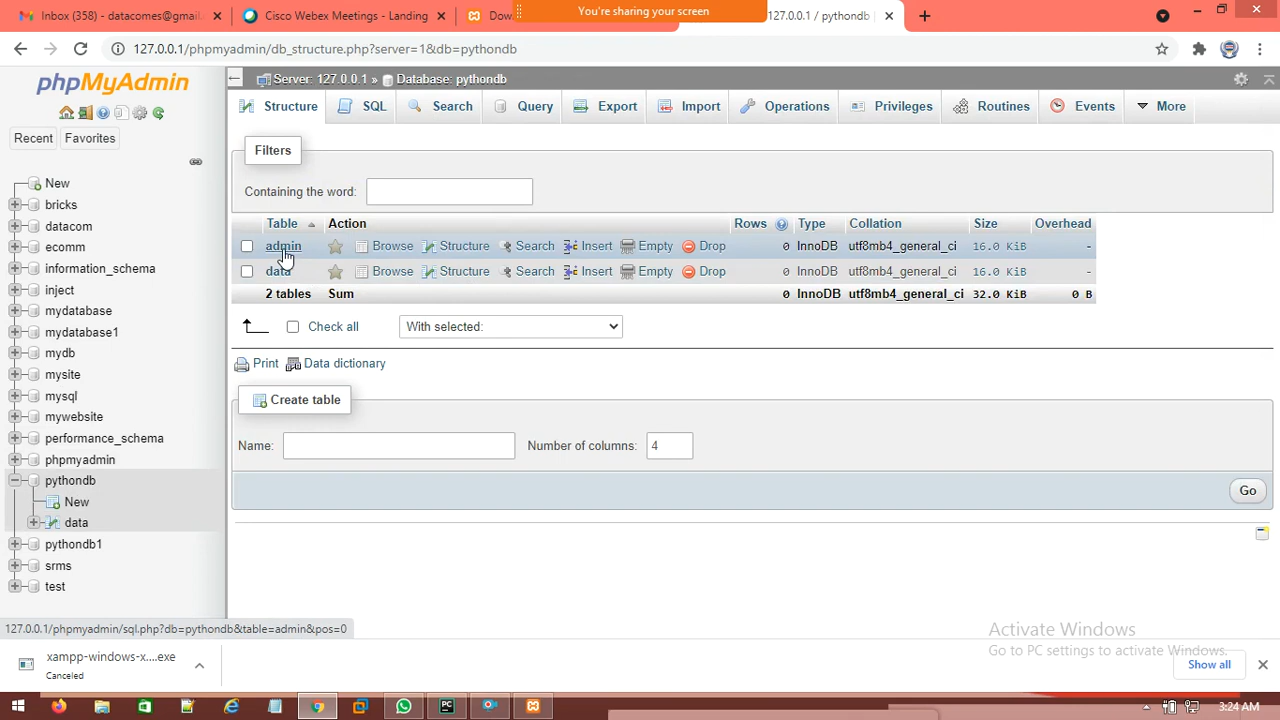 Inbox (358) - datacomes@gmail.
Cisco Webex Meetings - Landing
Dow
You're sharing your screen
127.0.0.1 / pythondb
127.0.0.1/phpmyadmin/db_structure.php?server=1&db=pythondb
phpMyAdmin
Recent Favorites
New
bricks
datacom
ecomm
information_schema
inject
mydatabase
mydatabase1
mydb
mysite
mysql
mywebsite
performance_schema
phpmyadmin
pythondb
New
data
pythondb1
srms
test
Server: 127.0.0.1 » Database: pythondb
Structure SQL Search Query Export Import Operations Privileges Routines Events More
Filters
Containing the word:
Table Action Rows Type Collation Size Overhead
admin Browse Structure Search Insert Empty Drop 0 InnoDB utf8mb4_general_ci 16.0 KiB -
data Browse Structure Search Insert Empty Drop 0 InnoDB utf8mb4_general_ci 16.0 KiB -
2 tables Sum 0 InnoDB utf8mb4_general_ci 32.0 KiB 0 B
Check all With selected:
Print Data dictionary
Create table
Name: Number of columns: 4
Go
127.0.0.1/phpmyadmin/sql.php?db=pythondb&table=admin&pos=0
Activate Windows
Go to PC settings to activate Windows.
xampp-windows-x....exe
Canceled
Show all
3:24 AM